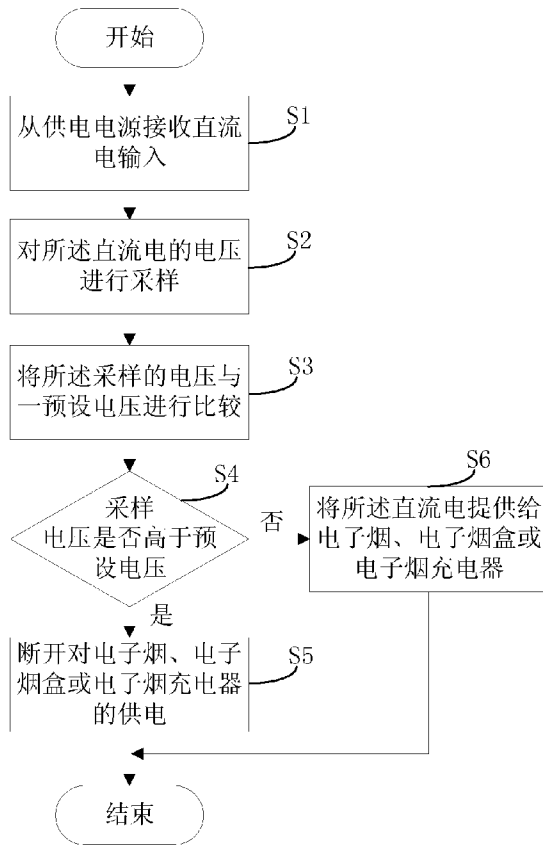 开始
从供电电源接收直流
电输入
S1
对所述直流电的电压
进行采样
S2
将所述采样的电压与
一预设电压进行比较
S3
采样
电压是否高于预
设电压
S4
否
将所述直流电提供给
电子烟、电子烟盒或
电子烟充电器
S6
是
断开对电子烟、电子
烟盒或电子烟充电器
的供电
S5
结束